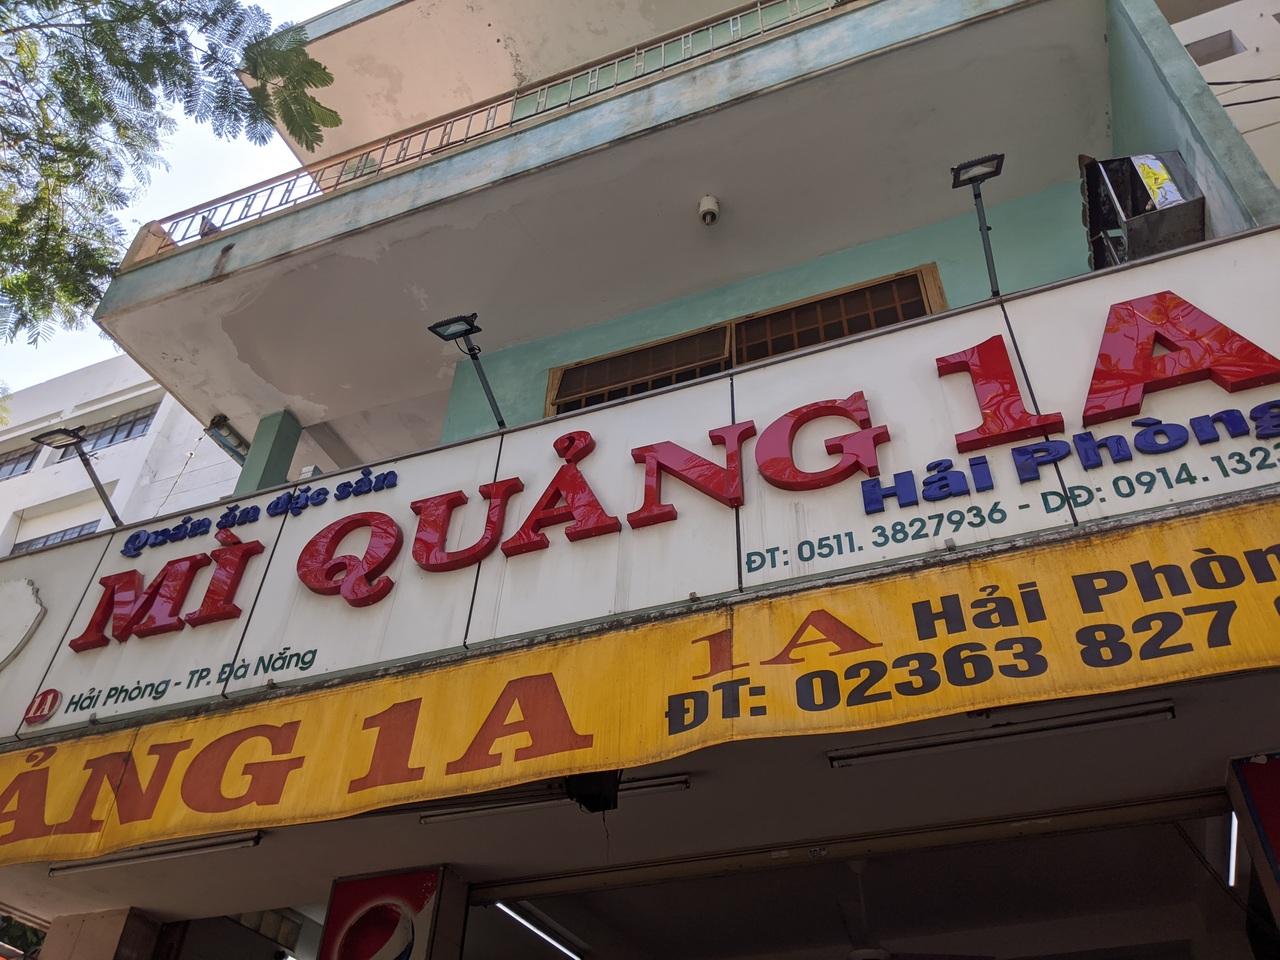 Quán ăn đặc sản
MÌ QUẢNG 1A
Hải Phòng
ĐT: 0511. 3827936 - DĐ: 0914. 132
1A Hải Phòng - TP. Đà Nẵng
ẢNG 1A
1A Hải Phòn
ĐT: 02363 827